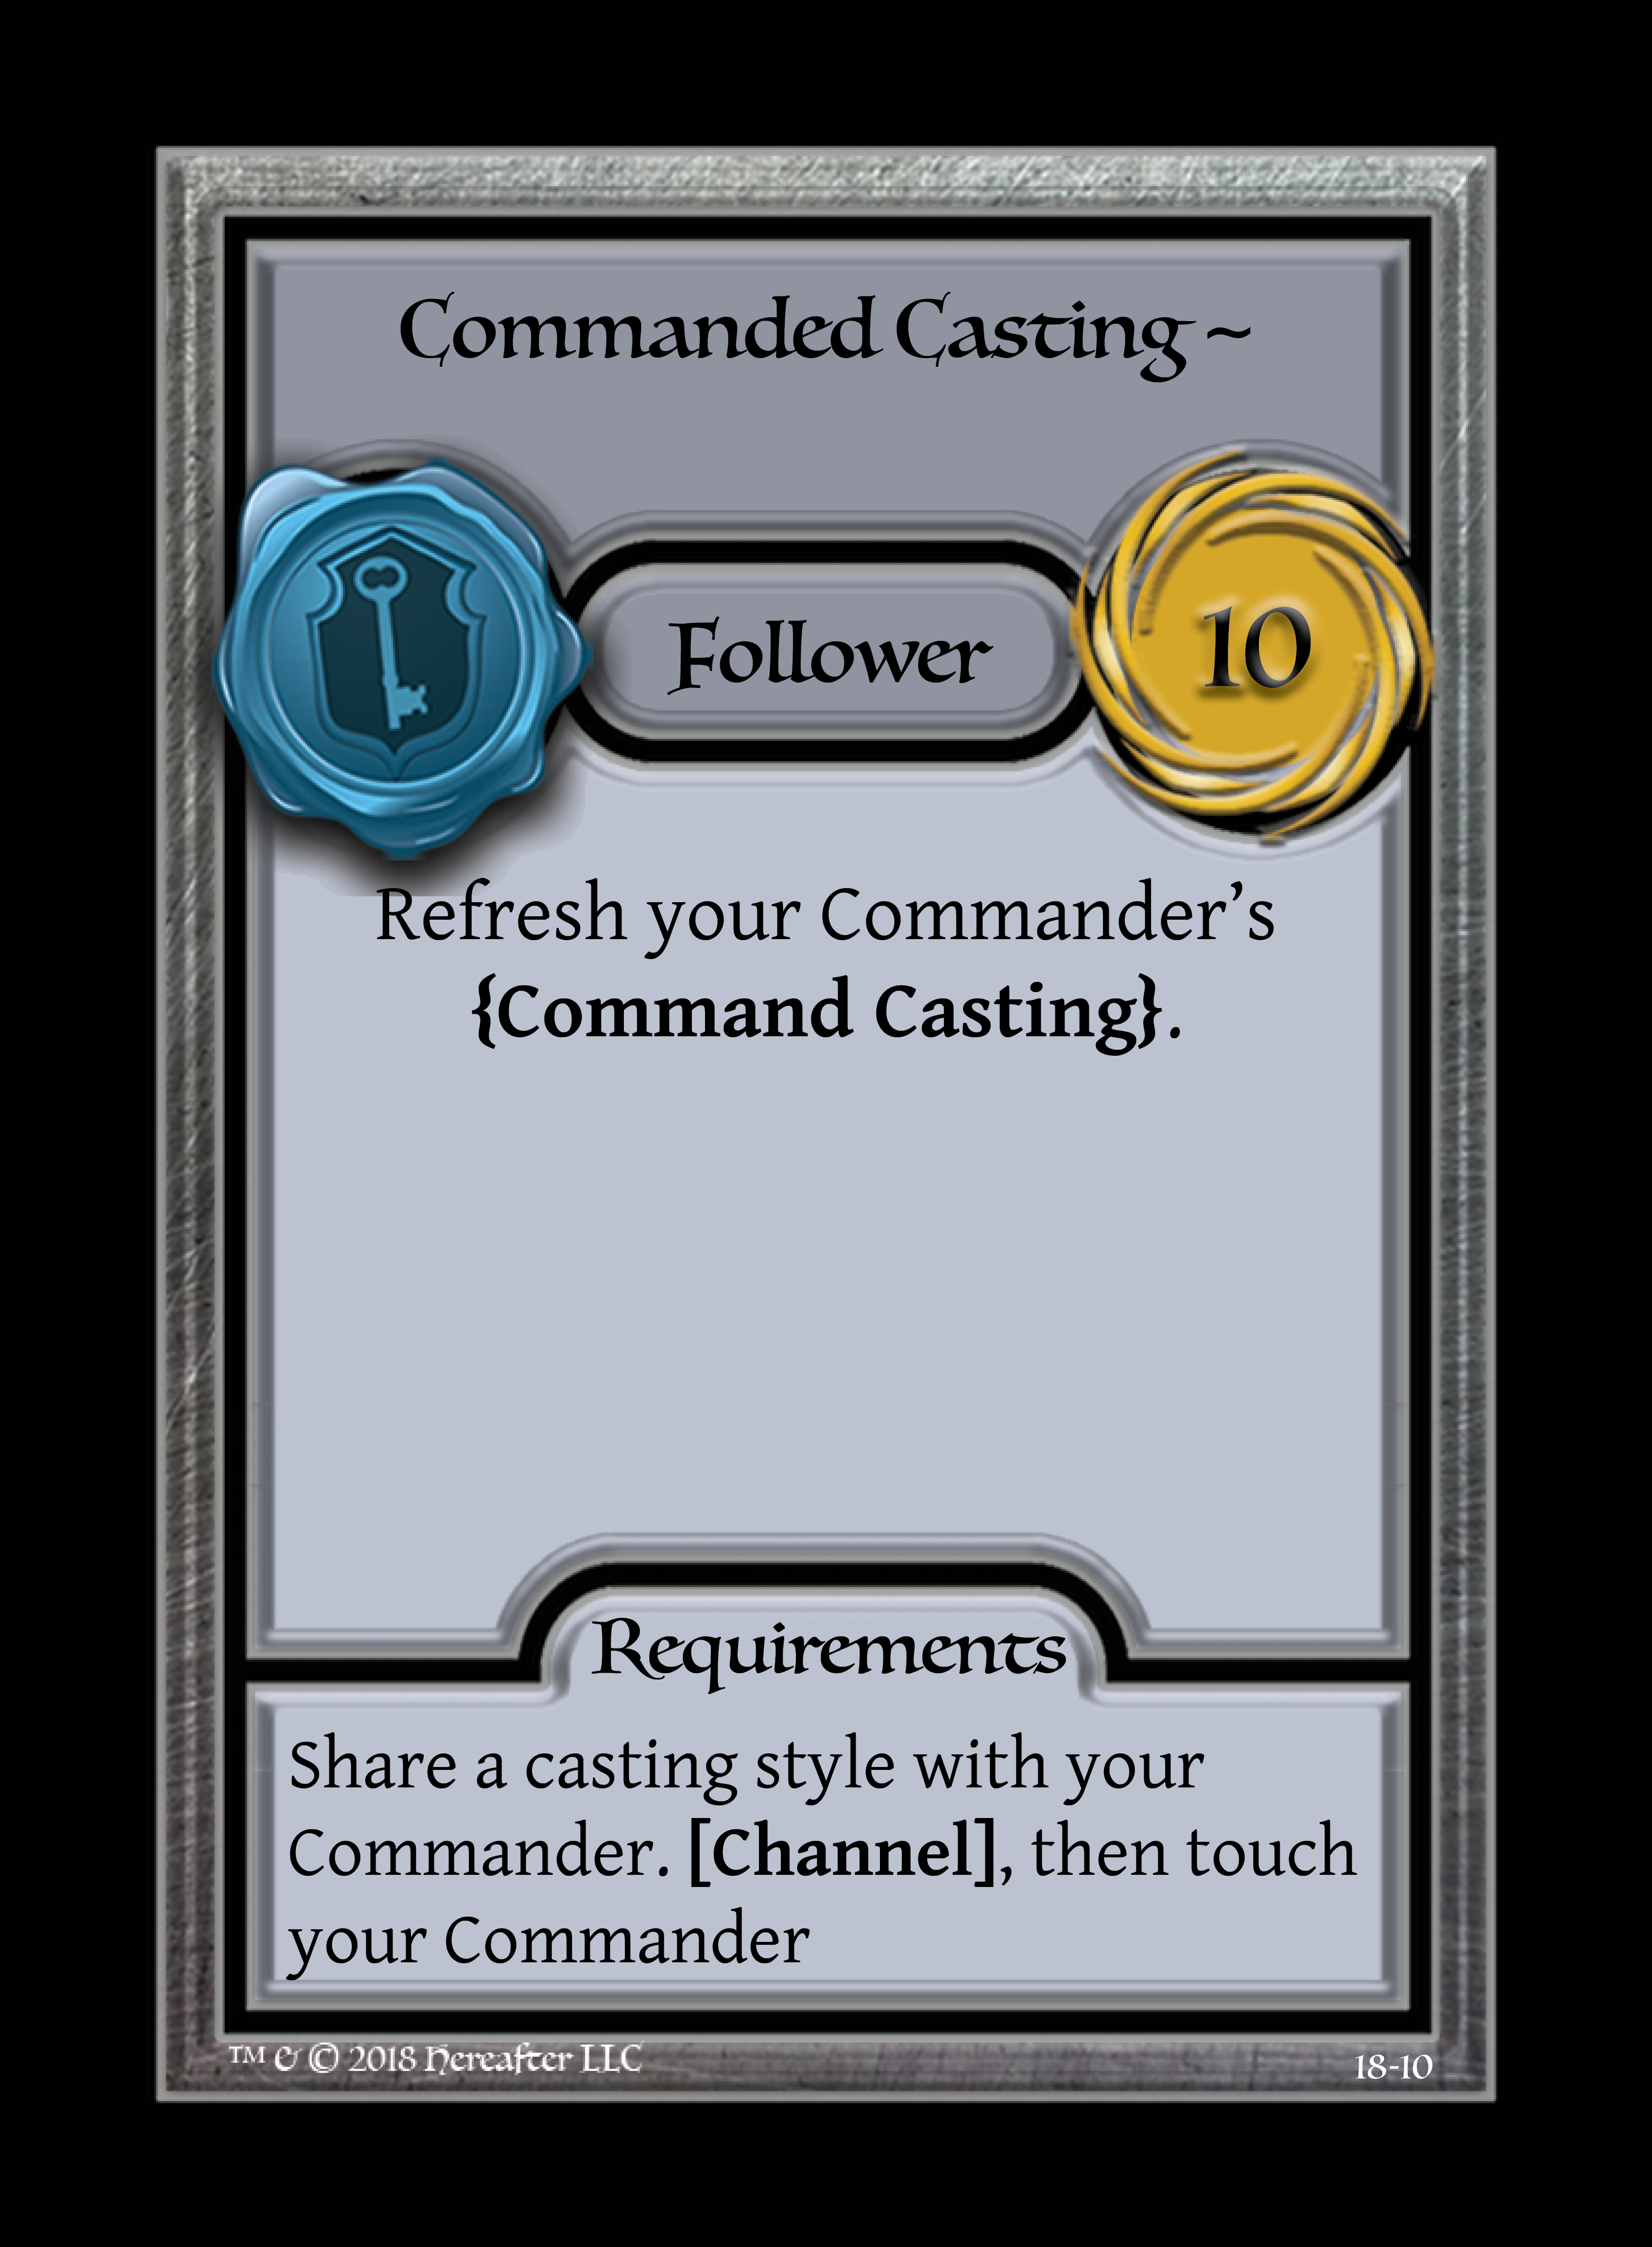 Commanded Casting ~
Follower
10
Refresh your Commander’s
{Command Casting}.
Requirements
Share a casting style with your
Commander. [Channel], then touch
your Commander
™ & © 2018 Hereafter LLC
18-10